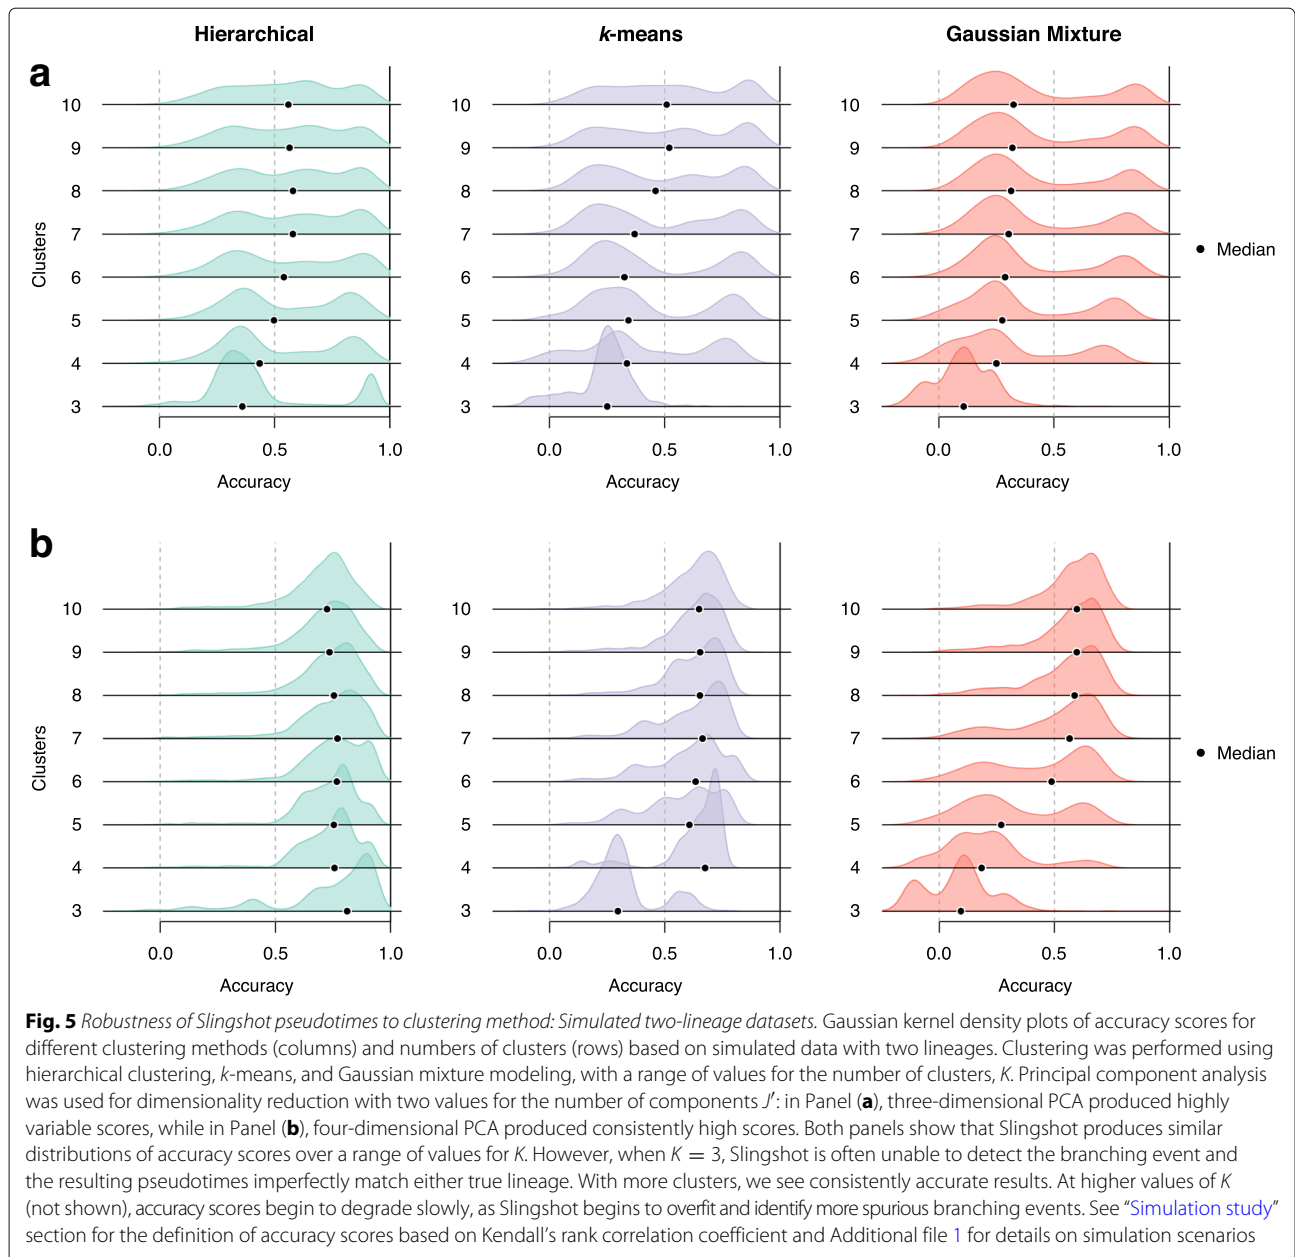 Hierarchical k-means Gaussian Mixture
a
10 10 10
9 9 9
8 8 8
7 7 7
6 6 6
5 5 5
4 4 4
3 3 3
Clusters
Median
0.0 0.5 1.0 0.0 0.5 1.0 0.0 0.5 1.0
Accuracy Accuracy Accuracy
b
10 10 10
9 9 9
8 8 8
7 7 7
6 6 6
5 5 5
4 4 4
3 3 3
Clusters
Median
0.0 0.5 1.0 0.0 0.5 1.0 0.0 0.5 1.0
Accuracy Accuracy Accuracy
Fig. 5 Robustness of Slingshot pseudotimes to clustering method: Simulated two-lineage datasets. Gaussian kernel density plots of accuracy scores for
different clustering methods (columns) and numbers of clusters (rows) based on simulated data with two lineages. Clustering was performed using
hierarchical clustering, k-means, and Gaussian mixture modeling, with a range of values for the number of clusters, K. Principal component analysis
was used for dimensionality reduction with two values for the number of components J′: in Panel (a), three-dimensional PCA produced highly
variable scores, while in Panel (b), four-dimensional PCA produced consistently high scores. Both panels show that Slingshot produces similar
distributions of accuracy scores over a range of values for K. However, when K = 3, Slingshot is often unable to detect the branching event and
the resulting pseudotimes imperfectly match either true lineage. With more clusters, we see consistently accurate results. At higher values of K
(not shown), accuracy scores begin to degrade slowly, as Slingshot begins to overfit and identify more spurious branching events. See “Simulation study”
section for the definition of accuracy scores based on Kendall’s rank correlation coefficient and Additional file 1 for details on simulation scenarios